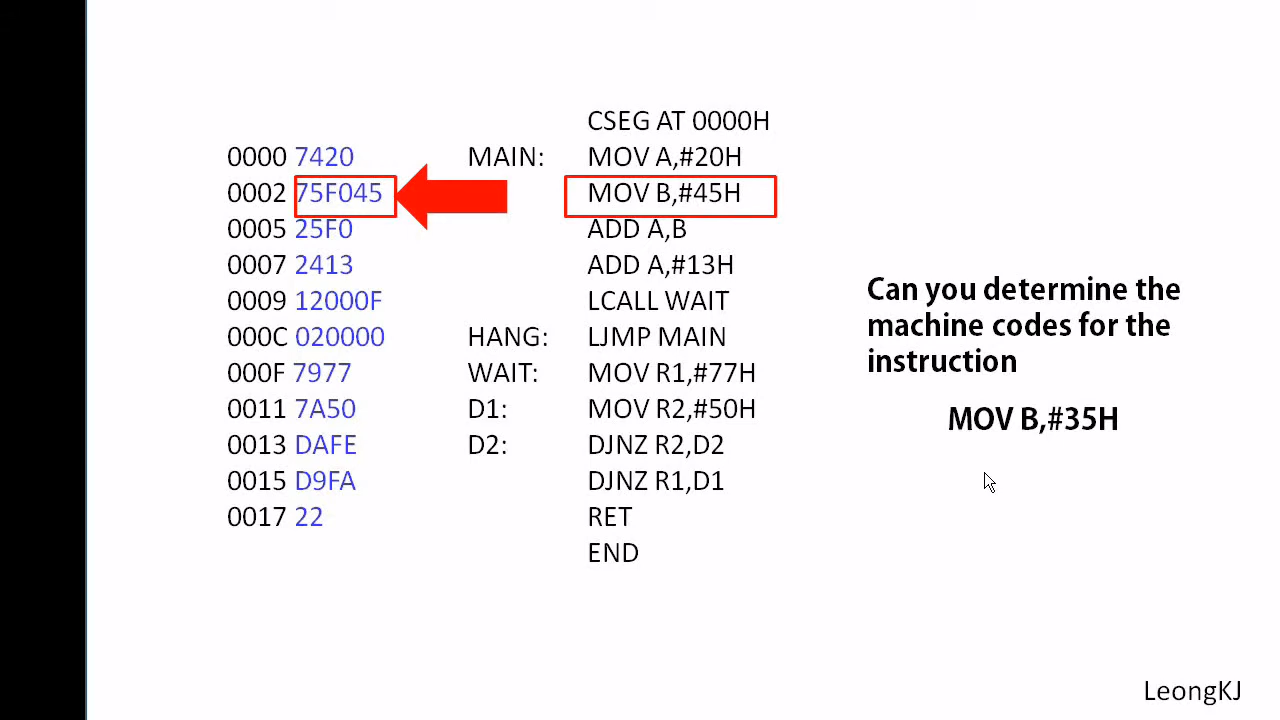 CSEG AT 0000H
0000 7420 MAIN: MOV A,#20H
0002 75F045 MOV B,#45H
0005 25F0 ADD A,B
0007 2413 ADD A,#13H
0009 12000F LCALL WAIT
000C 020000 HANG: LJMP MAIN
000F 7977 WAIT: MOV R1,#77H
0011 7A50 D1: MOV R2,#50H
0013 DAFE D2: DJNZ R2,D2
0015 D9FA DJNZ R1,D1
0017 22 RET
END
Can you determine the
machine codes for the
instruction
MOV B,#35H
LeongKJ